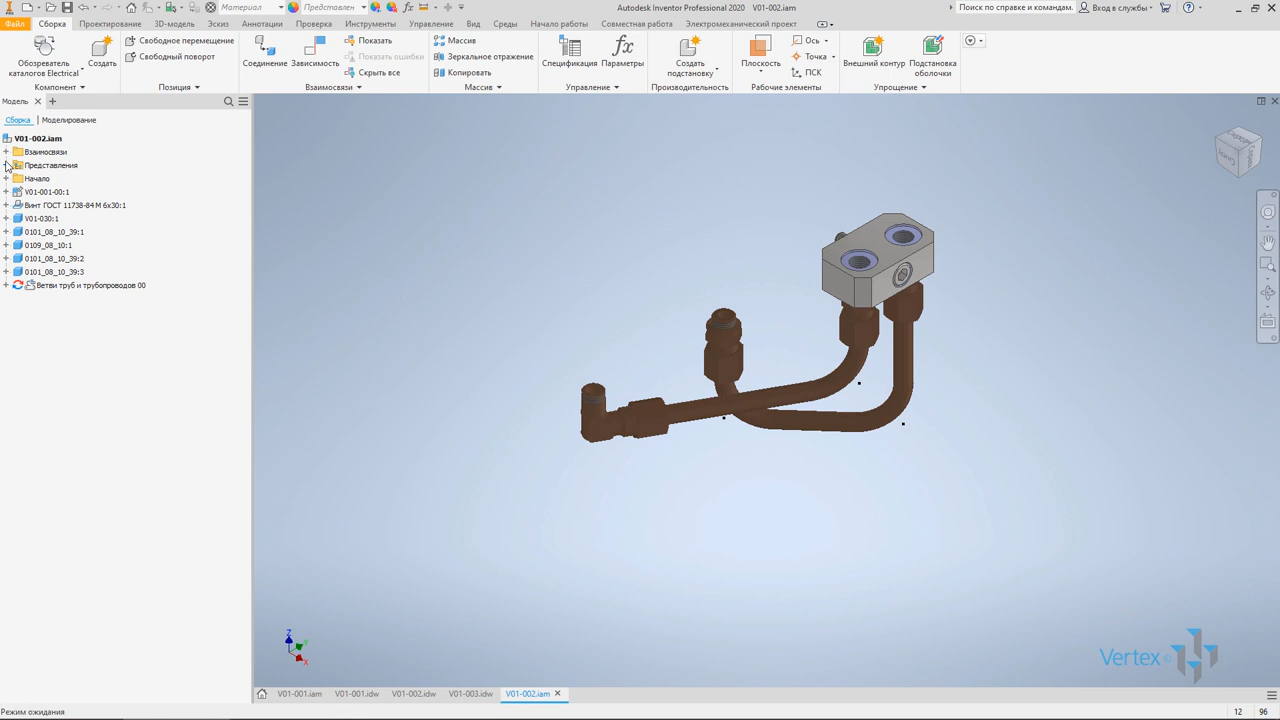 Материал
Представлен
Autodesk Inventor Professional 2020 V01-002.iam
Поиск по справке и командам.
Вход в службы
Файл Сборка Проектирование 3D-модель Эскиз Аннотации Проверка Инструменты Управление Вид Среды Начало работы Совместная работа Электромеханический проект
Обозреватель каталогов Electrical
Создать
Компонент
Свободное перемещение
Свободный поворот
Позиция
Соединение
Зависимость
Показать
Показать ошибки
Скрыть все
Взаимосвязи
Массив
Зеркальное отражение
Копировать
Массив
Спецификация
Параметры
Управление
Создать подстановку
Производительность
Плоскость
Ось
Точка
ПСК
Рабочие элементы
Внешний контур
Подстановка оболочки
Упрощение
Модель
Сборка Моделирование
V01-002.iam
Взаимосвязи
Представления
Начало
V01-001-00:1
Винт ГОСТ 11738-84 М 6x30:1
V01-030:1
0101_08_10_39:1
0109_08_10:1
0101_08_10_39:2
0101_08_10_39:3
Ветви труб и трубопроводов 00
Z
Y
X
Vertex
V01-001.iam V01-001.idw V01-002.idw V01-003.idw V01-002.iam
Режим ожидания
12 96